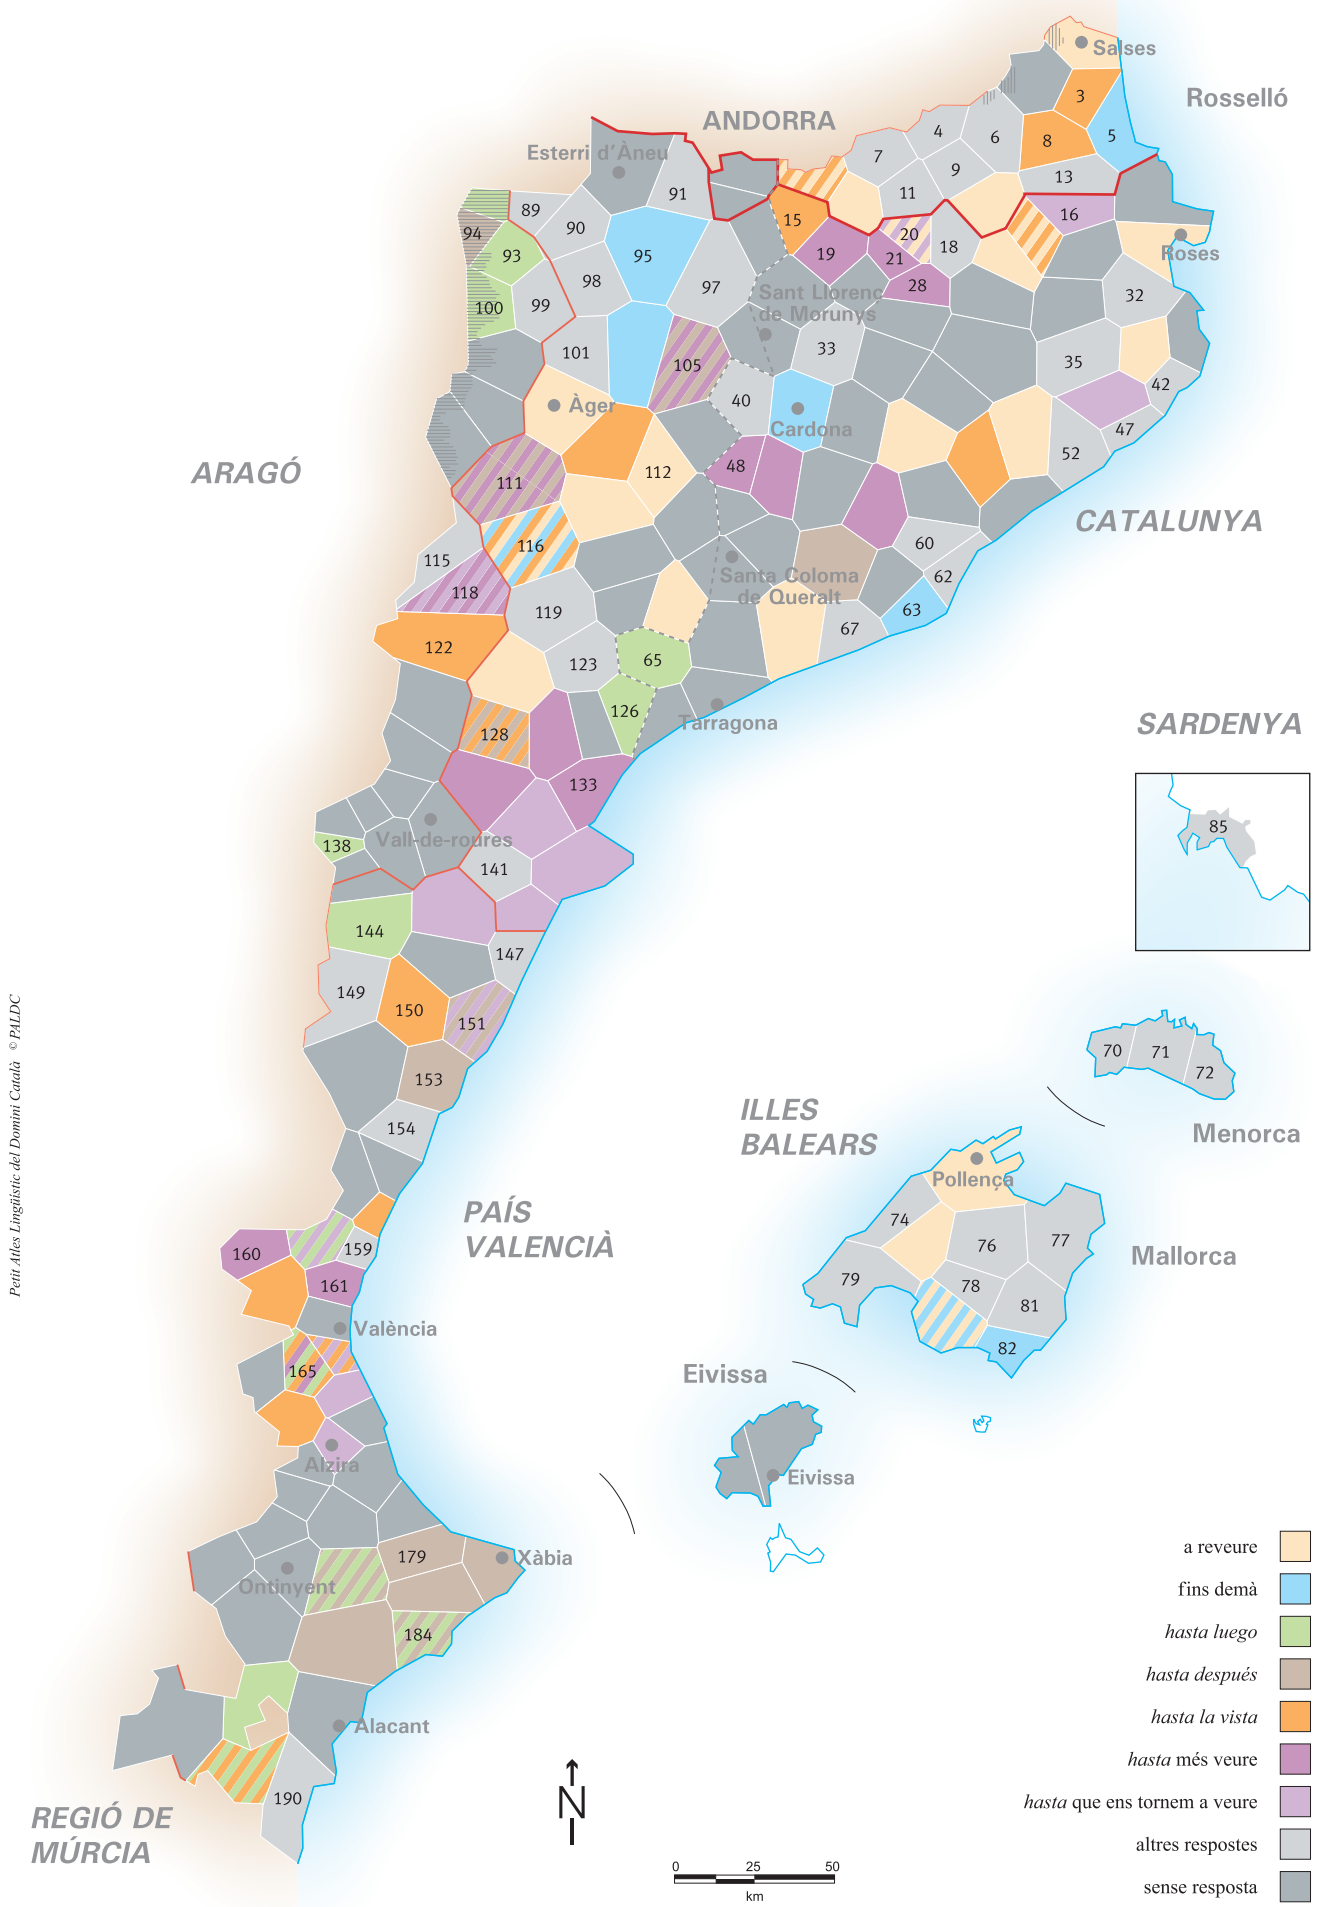 Salses
Rosselló
3
ANDORRA
4
6
8
5
7
9
Esterri d'Àneu
11
13
91
89
15
16
94
90
20
18
93
95
19
21
Roses
98
97
28
Sant Llorenç
de Morunys
32
100
99
101
33
35
105
42
Àger
40
Cardona
47
ARAGÓ
112
48
52
111
CATALUNYA
116
60
115
Santa Coloma
de Queralt
62
118
119
63
67
122
123
65
126
Tarragona
128
SARDENYA
133
85
Vall-de-roures
138
141
144
147
149
150
151
Petit Atles Lingüístic del Domini Català © PALDC
153
70
71
72
154
ILLES
BALEARS
Menorca
Pollença
PAÍS
VALENCIÀ
74
76
77
Mallorca
160
159
161
79
78
81
València
82
165
Eivissa
Alzira
Eivissa
179
Xàbia
a reveure
Ontinyent
fins demà
184
hasta luego
hasta después
Alacant
hasta la vista
hasta més veure
190
hasta que ens tornem a veure
REGIÓ DE
MÚRCIA
N
altres respostes
0 25 50
km
sense resposta